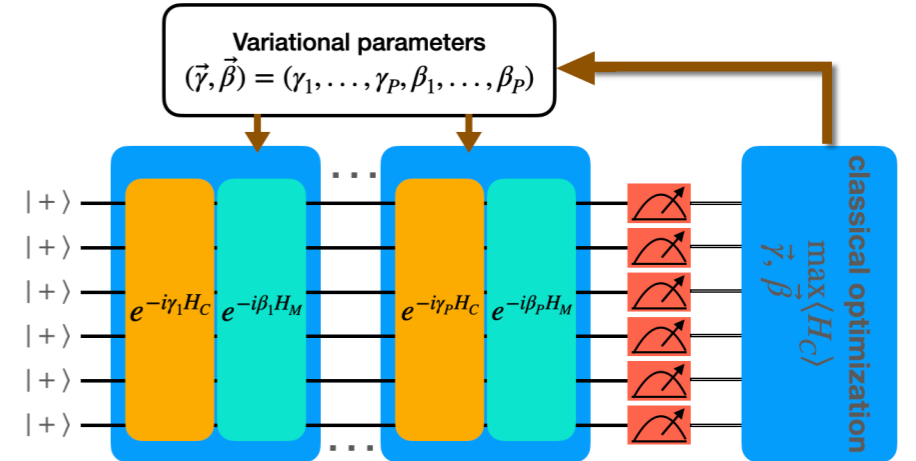 Variational parameters
(γ⃗, β⃗) = (γ₁, . . . , γ_P, β₁, . . . , β_P)
. . .
|+⟩
|+⟩
|+⟩
|+⟩
|+⟩
|+⟩
e^{−iγ₁H_C}
e^{−iβ₁H_M}
e^{−iγ_PH_C}
e^{−iβ_PH_M}
. . .
classical optimization
max⟨H_C⟩
γ⃗, β⃗